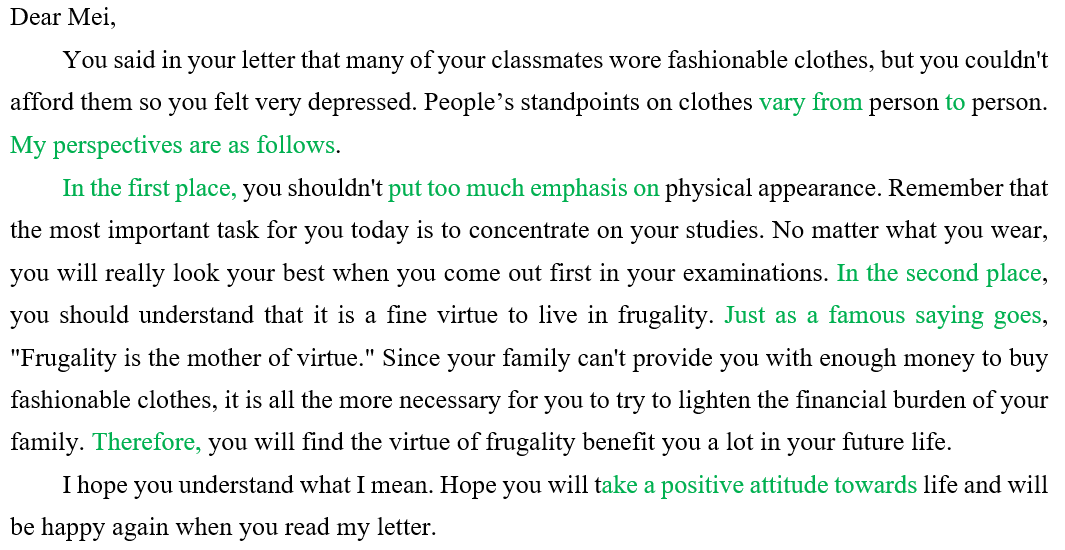 Dear Mei,
You said in your letter that many of your classmates wore fashionable clothes, but you couldn't
afford them so you felt very depressed. People’s standpoints on clothes vary from person to person.
My perspectives are as follows.
In the first place, you shouldn't put too much emphasis on physical appearance. Remember that
the most important task for you today is to concentrate on your studies. No matter what you wear,
you will really look your best when you come out first in your examinations. In the second place,
you should understand that it is a fine virtue to live in frugality. Just as a famous saying goes,
"Frugality is the mother of virtue." Since your family can't provide you with enough money to buy
fashionable clothes, it is all the more necessary for you to try to lighten the financial burden of your
family. Therefore, you will find the virtue of frugality benefit you a lot in your future life.
I hope you understand what I mean. Hope you will take a positive attitude towards life and will
be happy again when you read my letter.